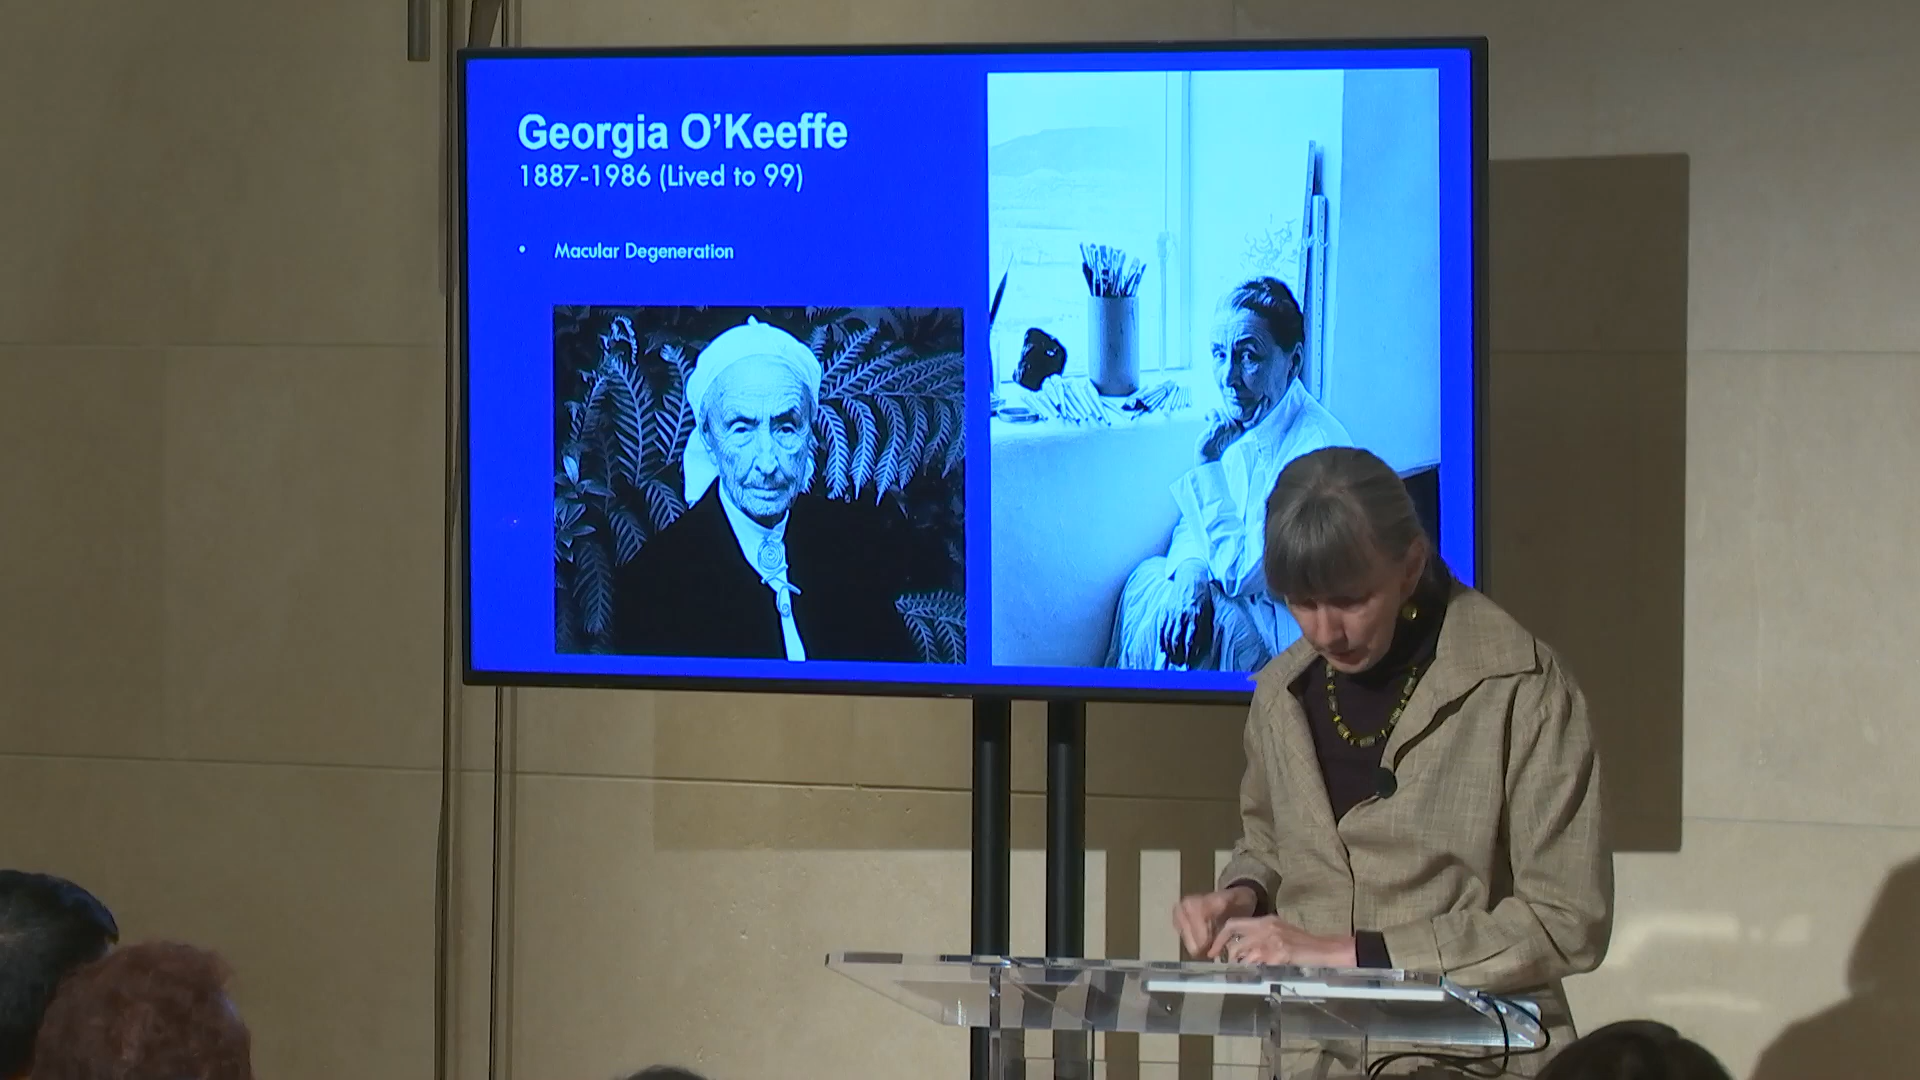 Georgia O’Keeffe
1887-1986 (Lived to 99)
• Macular Degeneration